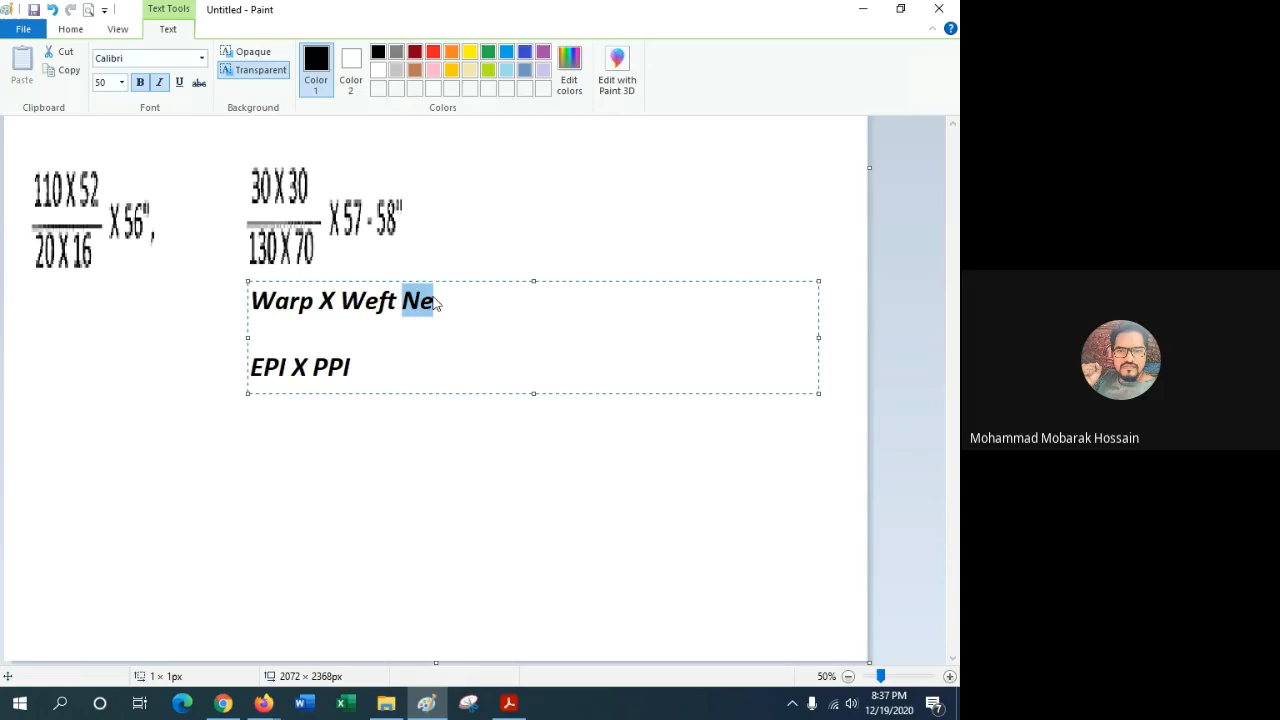 Text Tools
Untitled - Paint
File
Home
View
Text
Paste
Cut
Copy
Clipboard
Calibri
50
B I U abc
Font
Opaque
Transparent
Background
Color 1
Color 2
Edit colors
Colors
Edit with Paint 3D
110 X 52
20 X 16
X 56",
30 X 30
130 X 70
X 57 - 58"
Warp X Weft Ne
EPI X PPI
Mohammad Mobarak Hossain
1 × 1px
2072 × 2368px
50%
8:37 PM
12/19/2020
7